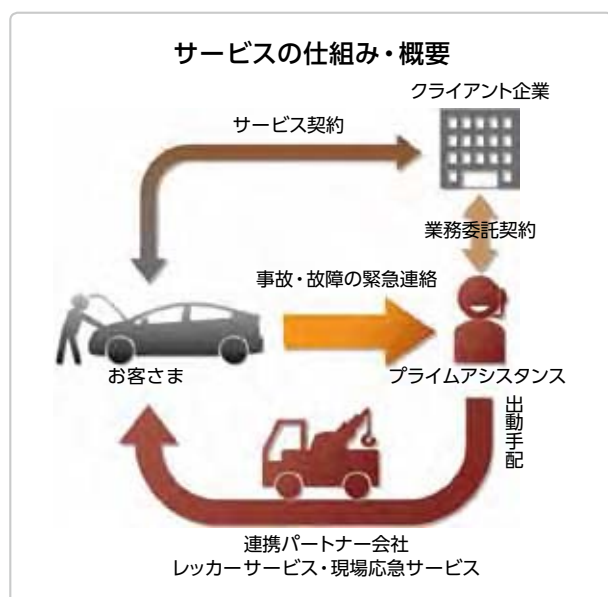 サービスの仕組み・概要
クライアント企業
サービス契約
業務委託契約
事故・故障の緊急連絡
お客さま
プライムアシスタンス
出動手配
連携パートナー会社
レッカーサービス・現場応急サービス